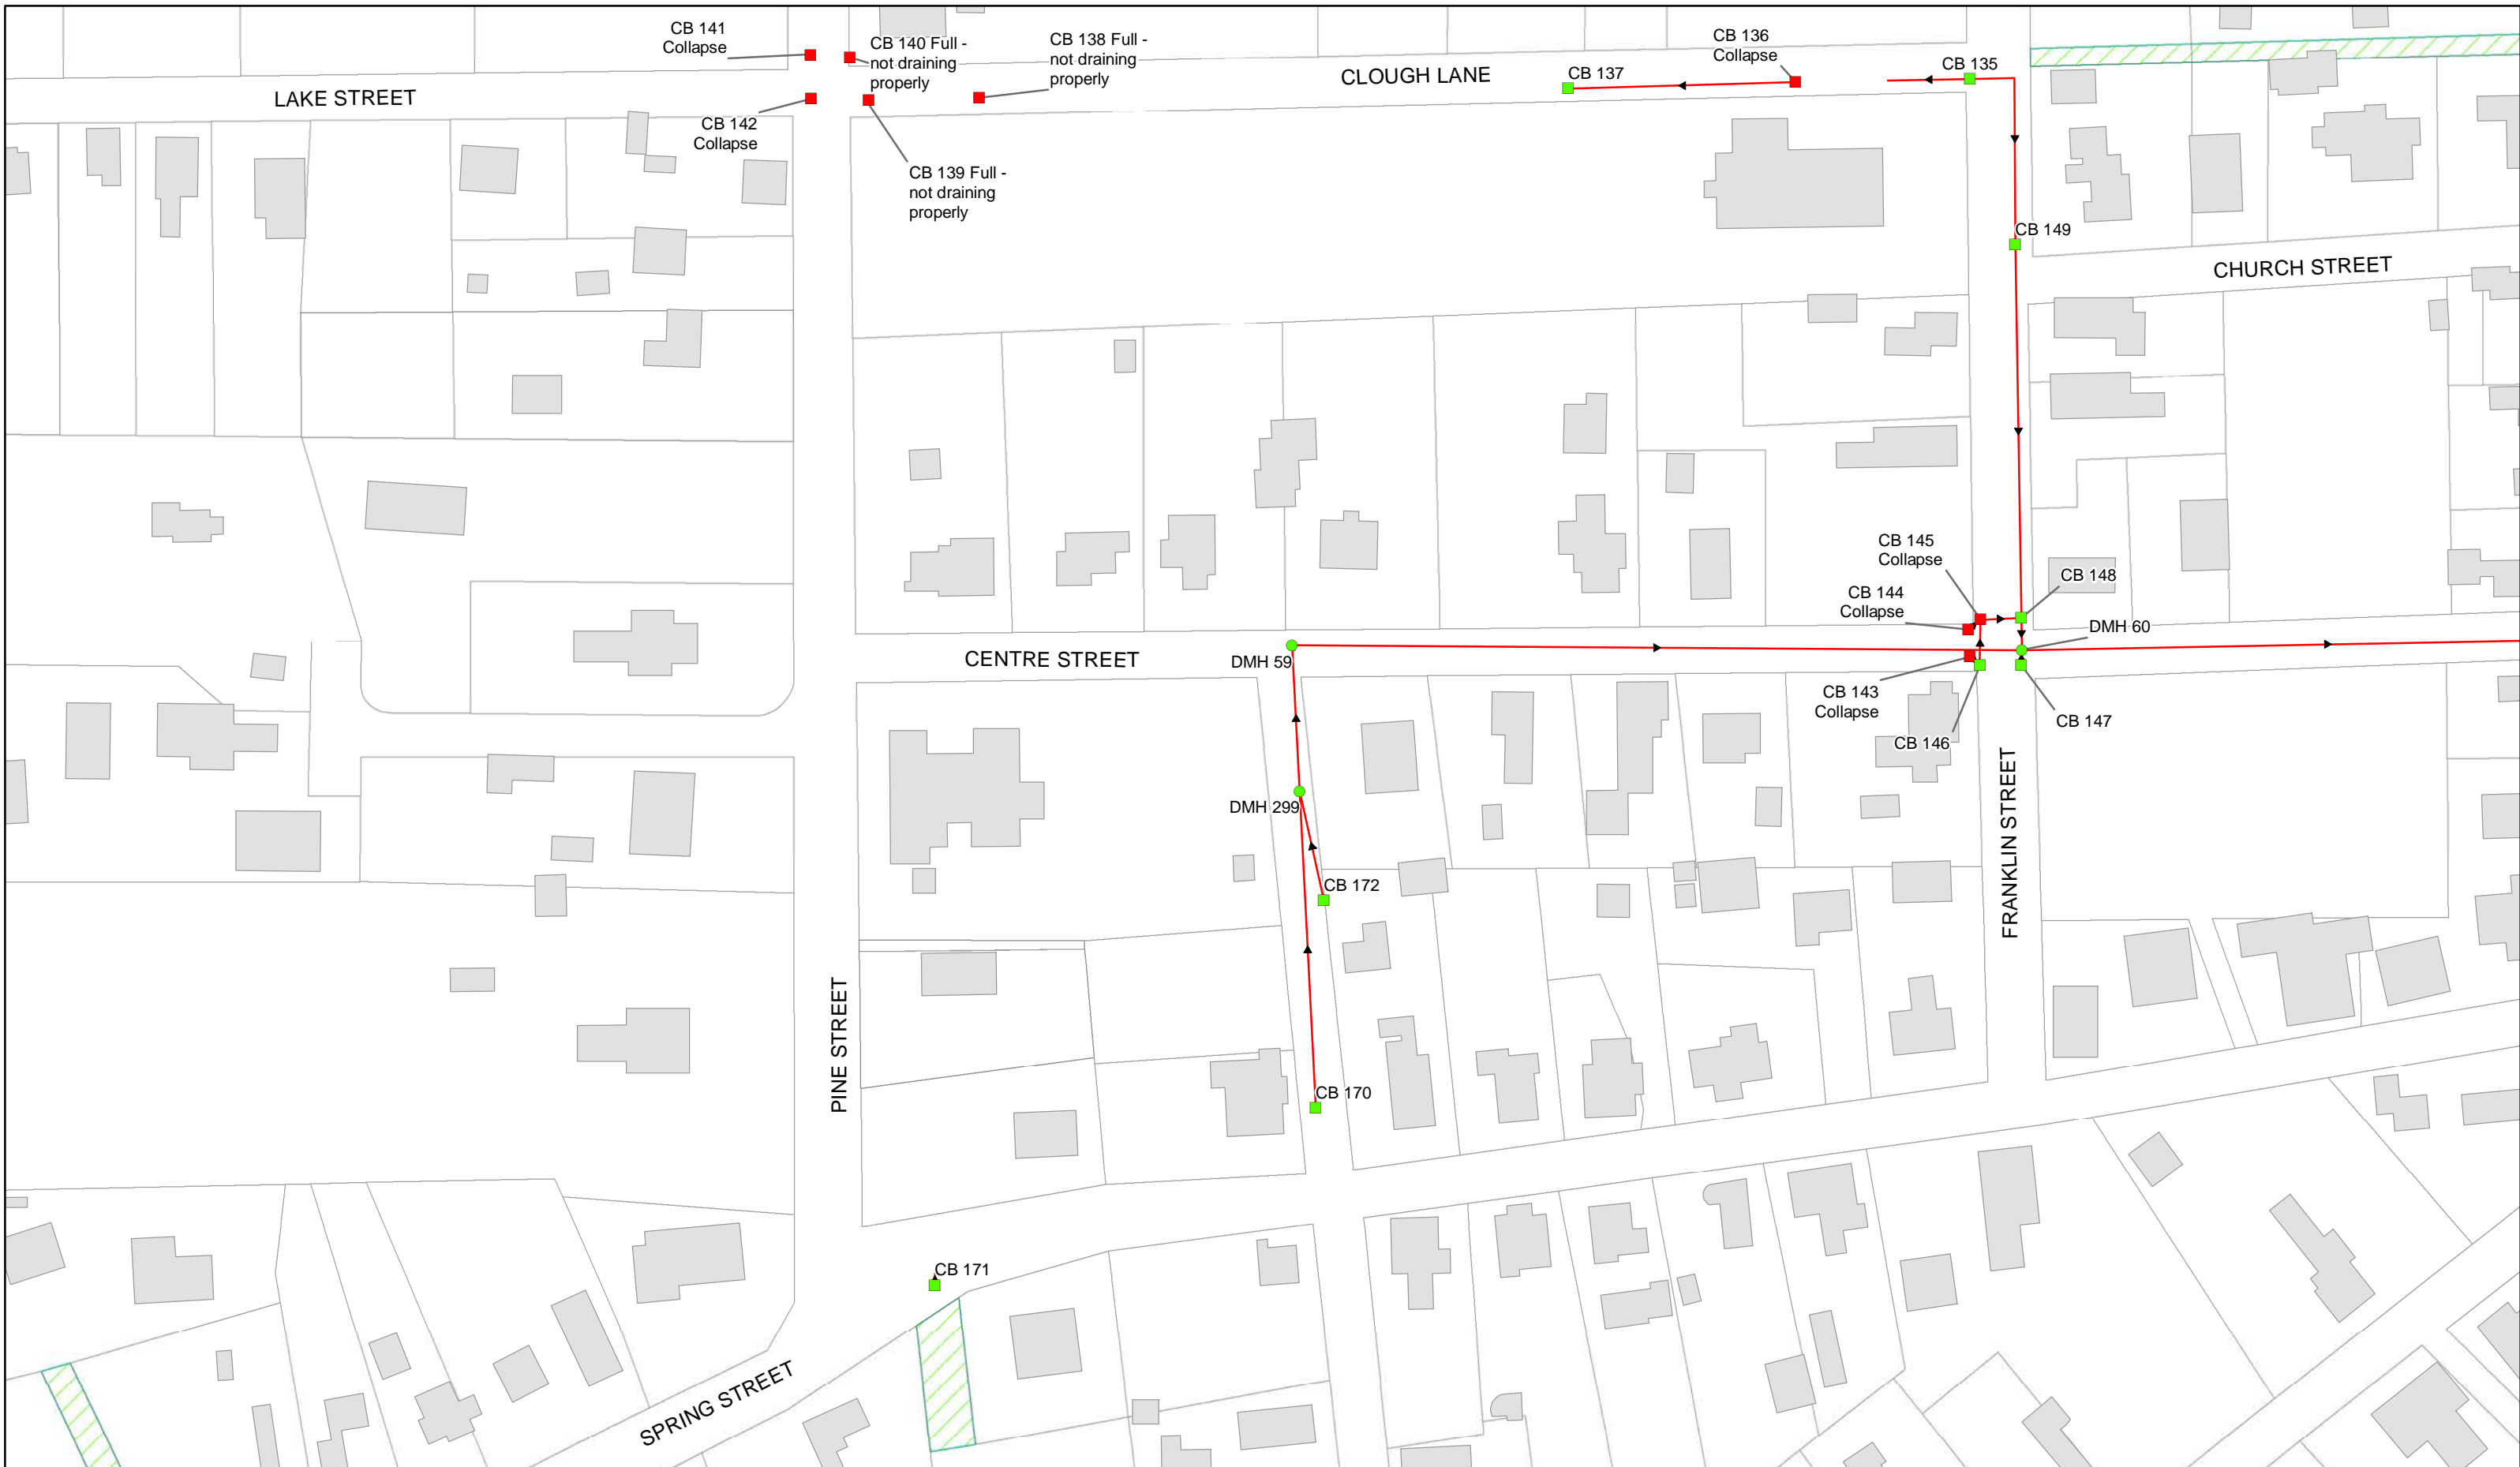 CB 141
Collapse
CB 140 Full -
not draining
properly
CB 138 Full -
not draining
properly
CB 136
Collapse
CB 135
CB 137
CLOUGH LANE
LAKE STREET
CB 142
Collapse
CB 139 Full -
not draining
properly
CB 149
CHURCH STREET
CB 145
Collapse
CB 148
CB 144
Collapse
DMH 60
CENTRE STREET
DMH 59
CB 143
Collapse
CB 147
CB 146
DMH 299
FRANKLIN STREET
CB 172
PINE STREET
CB 170
CB 171
SPRING STREET